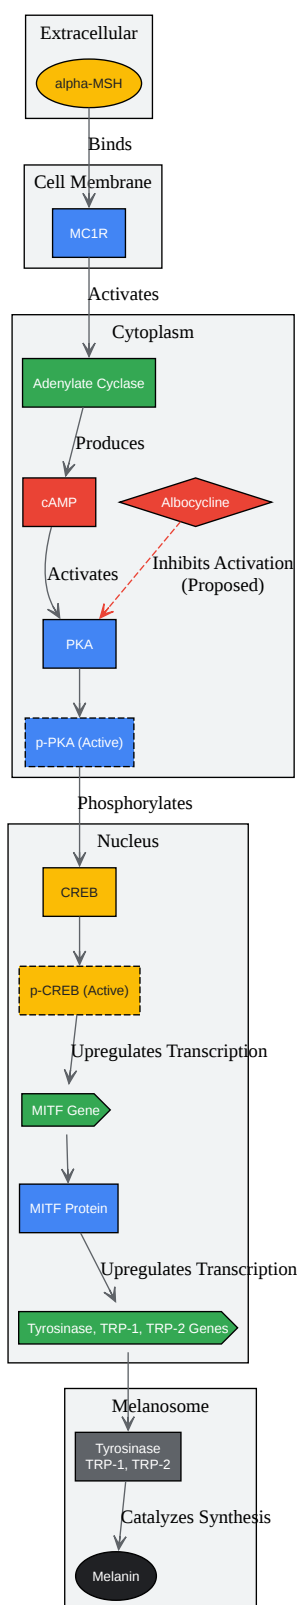 Extracellular
alpha-MSH
Binds
Cell Membrane
MC1R
Activates
Cytoplasm
Adenylate Cyclase
Produces
cAMP
Albocycline
Activates
Inhibits Activation
(Proposed)
PKA
p-PKA (Active)
Phosphorylates
Nucleus
CREB
p-CREB (Active)
Upregulates Transcription
MITF Gene
MITF Protein
Upregulates Transcription
Tyrosinase, TRP-1, TRP-2 Genes
Melanosome
Tyrosinase
TRP-1, TRP-2
Catalyzes Synthesis
Melanin